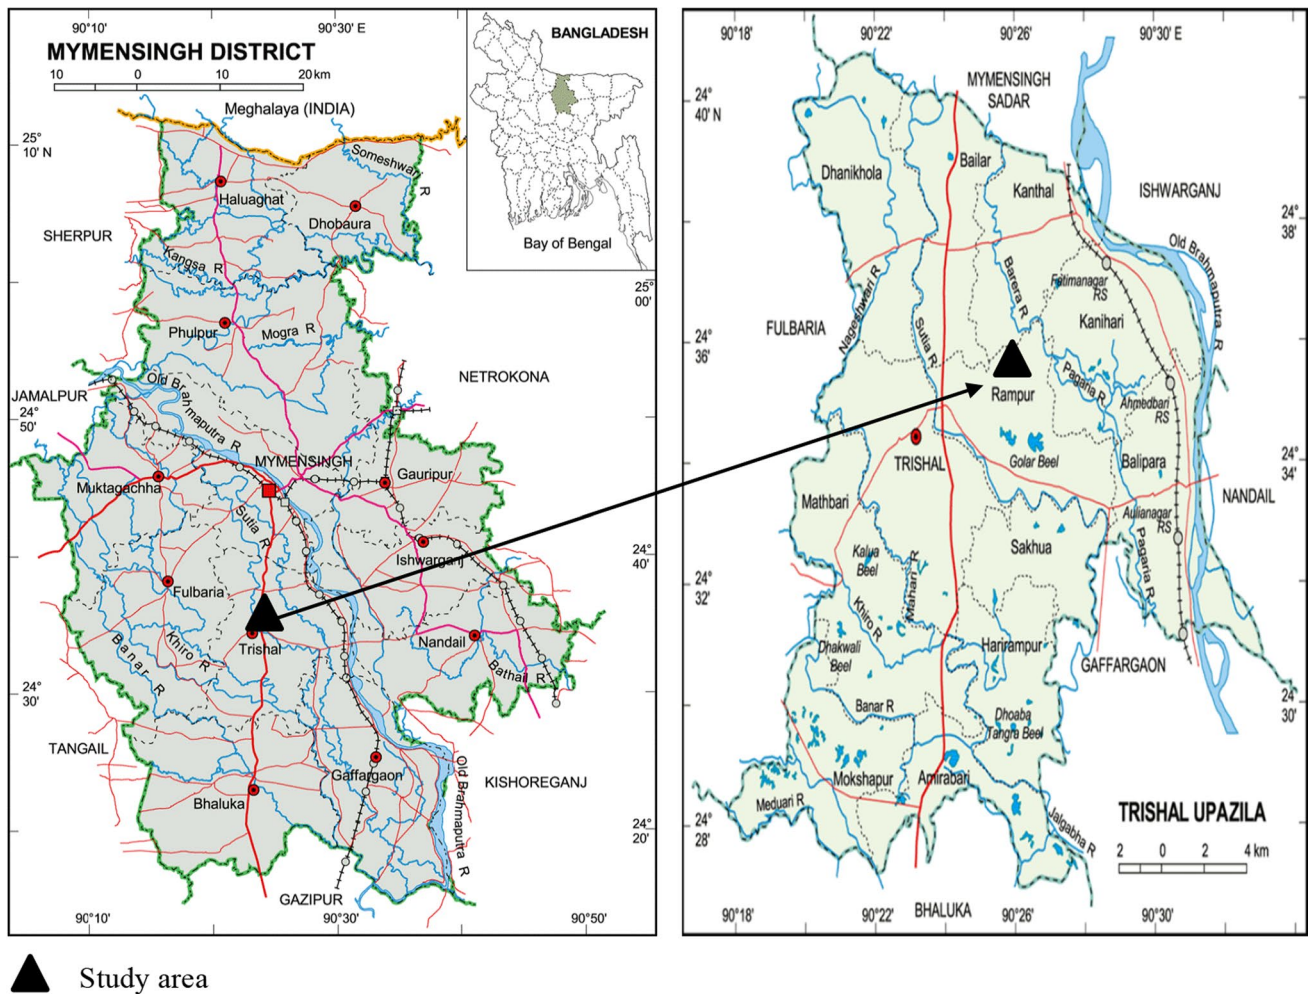 90°10'
90°30' E
MYMENSINGH DISTRICT
10 0 10 20 km
Meghalaya (INDIA)
25°
10' N
Someshwari R
Haluaghat
Dhobaura
SHERPUR
Kangsa R
Phulpur
Mogra R
25°
00'
NETROKONA
JAMALPUR
Old Brahmaputra R
24°
50'
MYMENSINGH
Gauripur
Muktagachha
Sutia R
Ishwarganj
24°
40'
Fulbaria
Trishal
Nandail
Banar R
Khiro R
Bathail R
24°
30'
TANGAIL
Gaffargaon
KISHOREGANJ
Bhaluka
Old Brahmaputra R
24°
20'
GAZIPUR
90°10'
90°30'
90°50'
BANGLADESH
Bay of Bengal
90°18'
90°22'
90°26'
90°30' E
MYMENSINGH
SADAR
24°
40' N
Bailar
Dhanikhola
Kanthal
ISHWARGANJ
24°
38'
Old Brahmaputra R
Nageshwari R
Barera R
Fatimanagar
RS
FULBARIA
Sutia R
Kanihari
24°
36'
Rampur
Pagaria R
Ahmedbari
RS
TRISHAL
Golar Beel
Balipara
24°
34'
NANDAIL
Mathbari
Aulianagar
RS
Kalua
Beel
Mahari R
Sakhua
Pagaria R
24°
32'
Khiro R
Dhakwali
Beel
Harirampur
GAFFARGAON
24°
30'
Banar R
Dhoaba
Tangra Beel
Mokshapur
Amirabari
Meduari R
Jalgabha R
24°
28'
TRISHAL UPAZILA
2 0 2 4 km
BHALUKA
90°18'
90°22'
90°26'
90°30'
Study area